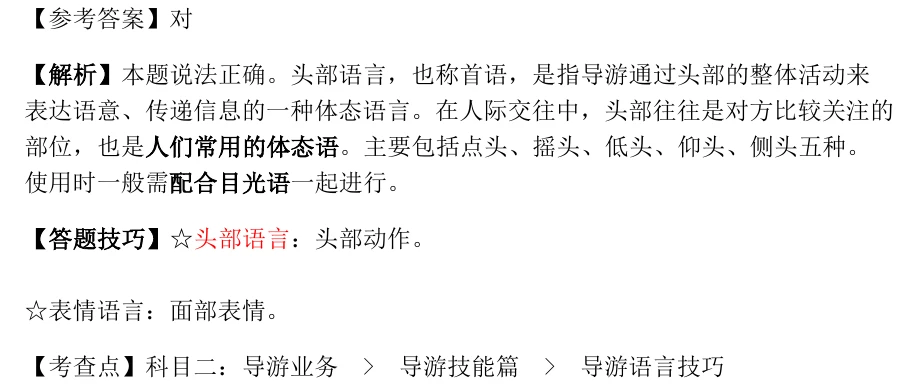 【参考答案】对
【解析】本题说法正确。头部语言，也称首语，是指导游通过头部的整体活动来
表达语意、传递信息的一种体态语言。在人际交往中，头部往往是对方比较关注的
部位，也是人们常用的体态语。主要包括点头、摇头、低头、仰头、侧头五种。
使用时一般需配合目光语一起进行。
【答题技巧】☆头部语言：头部动作。
☆表情语言：面部表情。
【考查点】科目二：导游业务 > 导游技能篇 > 导游语言技巧